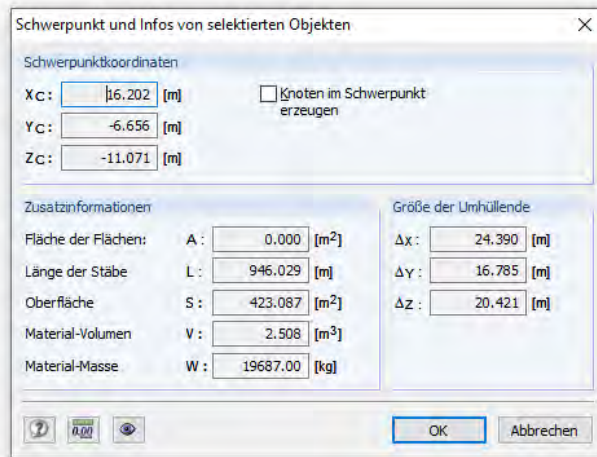 Schwerpunkt und Infos von selektierten Objekten
Schwerpunktkoordinaten
XC: 16.202 [m]
Knoten im Schwerpunkt
erzeugen
YC: -6.656 [m]
ZC: -11.071 [m]
Zusatzinformationen
Fläche der Flächen: A: 0.000 [m2]
Länge der Stäbe L: 946.029 [m]
Oberfläche S: 423.087 [m2]
Material-Volumen V: 2.508 [m3]
Material-Masse W: 19687.00 [kg]
Größe der Umhüllende
ΔX: 24.390 [m]
ΔY: 16.785 [m]
ΔZ: 20.421 [m]
0.00
OK Abbrechen